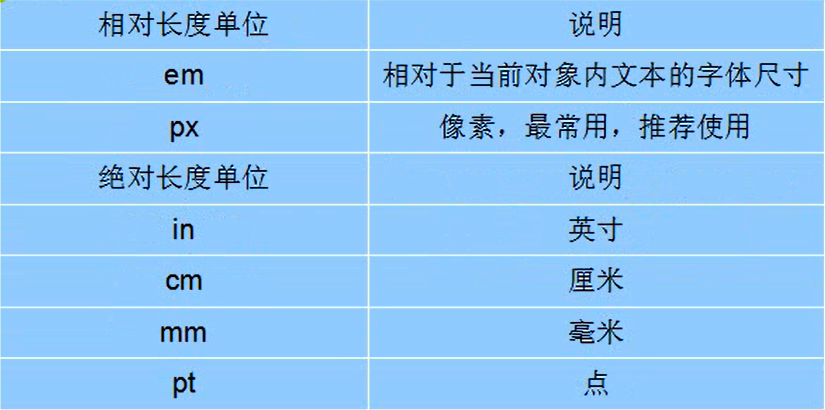 相对长度单位 说明
em 相对于当前对象内文本的字体尺寸
px 像素，最常用，推荐使用
绝对长度单位 说明
in 英寸
cm 厘米
mm 毫米
pt 点